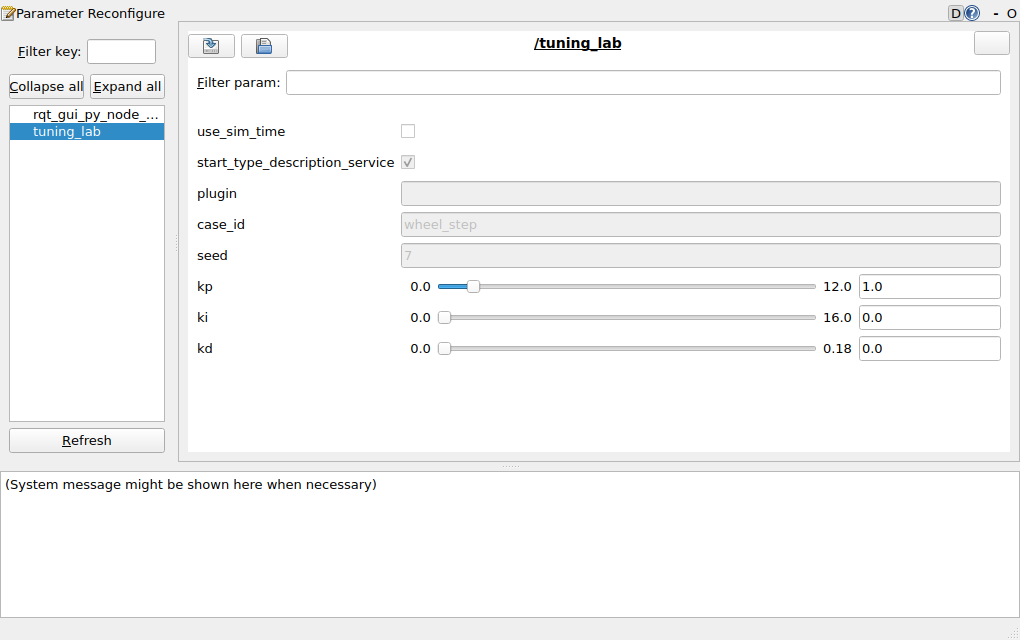 Parameter Reconfigure
D ? - O
Filter key:
Collapse all Expand all
rqt_gui_py_node_...
tuning_lab
Refresh
/tuning_lab
Filter param:
use_sim_time
start_type_description_service
plugin
case_id wheel_step
seed 7
kp 0.0 12.0 1.0
ki 0.0 16.0 0.0
kd 0.0 0.18 0.0
(System message might be shown here when necessary)